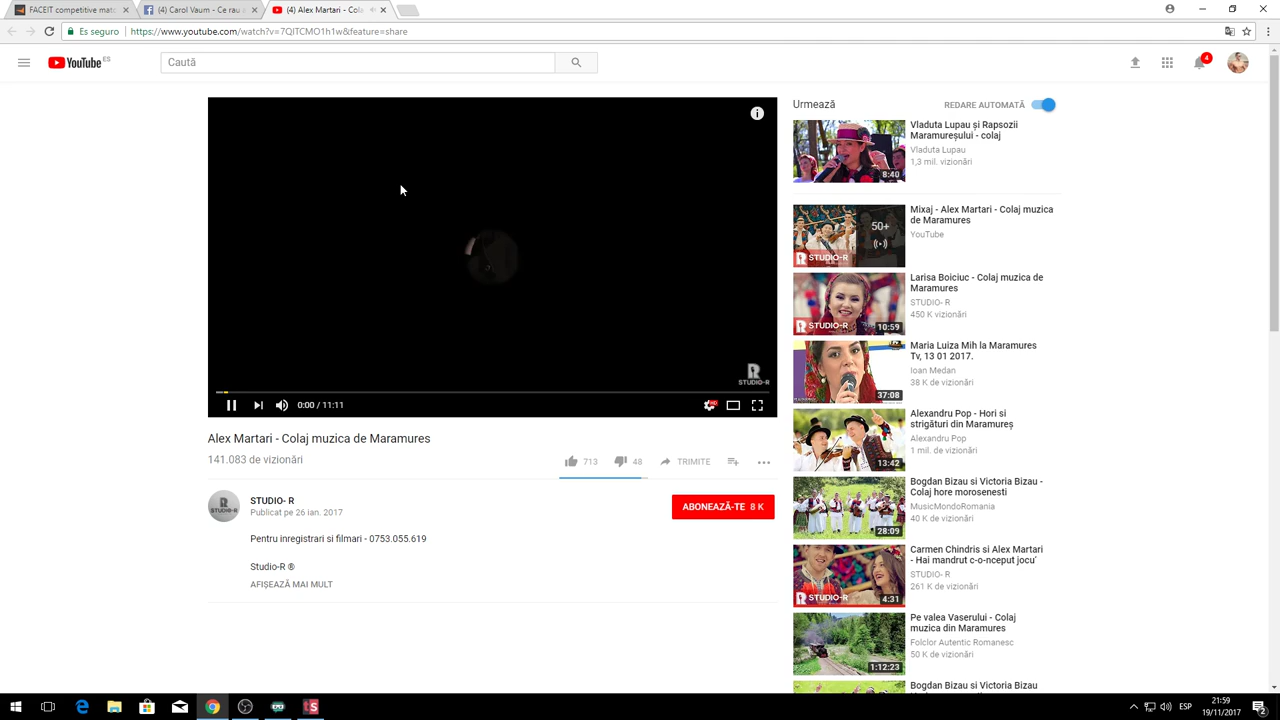 FACEIT competitive mat
(4) Carol Vaum - Ce rau
(4) Alex Martari - Col
Es seguro
https://www.youtube.com/watch?v=7QITCMO1h1w&feature=share
YouTube ES
Caută
4
i
STUDIO-R
0:00 / 11:11
HD
Alex Martari - Colaj muzica de Maramures
141.083 de vizionări
713
48
TRIMITE
STUDIO-R
STUDIO- R
Publicat pe 26 ian. 2017
ABONEAZĂ-TE 8 K
Pentru inregistrari si filmari - 0753.055.619
Studio-R ®
AFIȘEAZĂ MAI MULT
Urmează
REDARE AUTOMATĂ
8:40
Vladuta Lupau și Rapsozii
Maramureșului - colaj
Vladuta Lupau
1,3 mil. vizionări
50+
STUDIO-R
Mixaj - Alex Martari - Colaj muzica
de Maramures
YouTube
STUDIO-R
10:59
Larisa Boiciuc - Colaj muzica de
Maramures
STUDIO- R
450 K vizionări
37:08
Maria Luiza Mih la Maramures
Tv, 13 01 2017.
Ioan Medan
38 K de vizionări
13:42
Alexandru Pop - Hori si
strigături din Maramureș
Alexandru Pop
1 mil. de vizionări
28:09
Bogdan Bizau si Victoria Bizau -
Colaj hore morosenesti
MusicMondoRomania
40 K de vizionări
STUDIO-R
4:31
Carmen Chindris si Alex Martari
- Hai mandrut c-o-nceput jocu´
STUDIO- R
261 K de vizionări
1:12:23
Pe valea Vaserului - Colaj
muzica din Maramures
Folclor Autentic Romanesc
50 K de vizionări
Bogdan Bizau si Victoria Bizau
ESP
21:59
19/11/2017
2